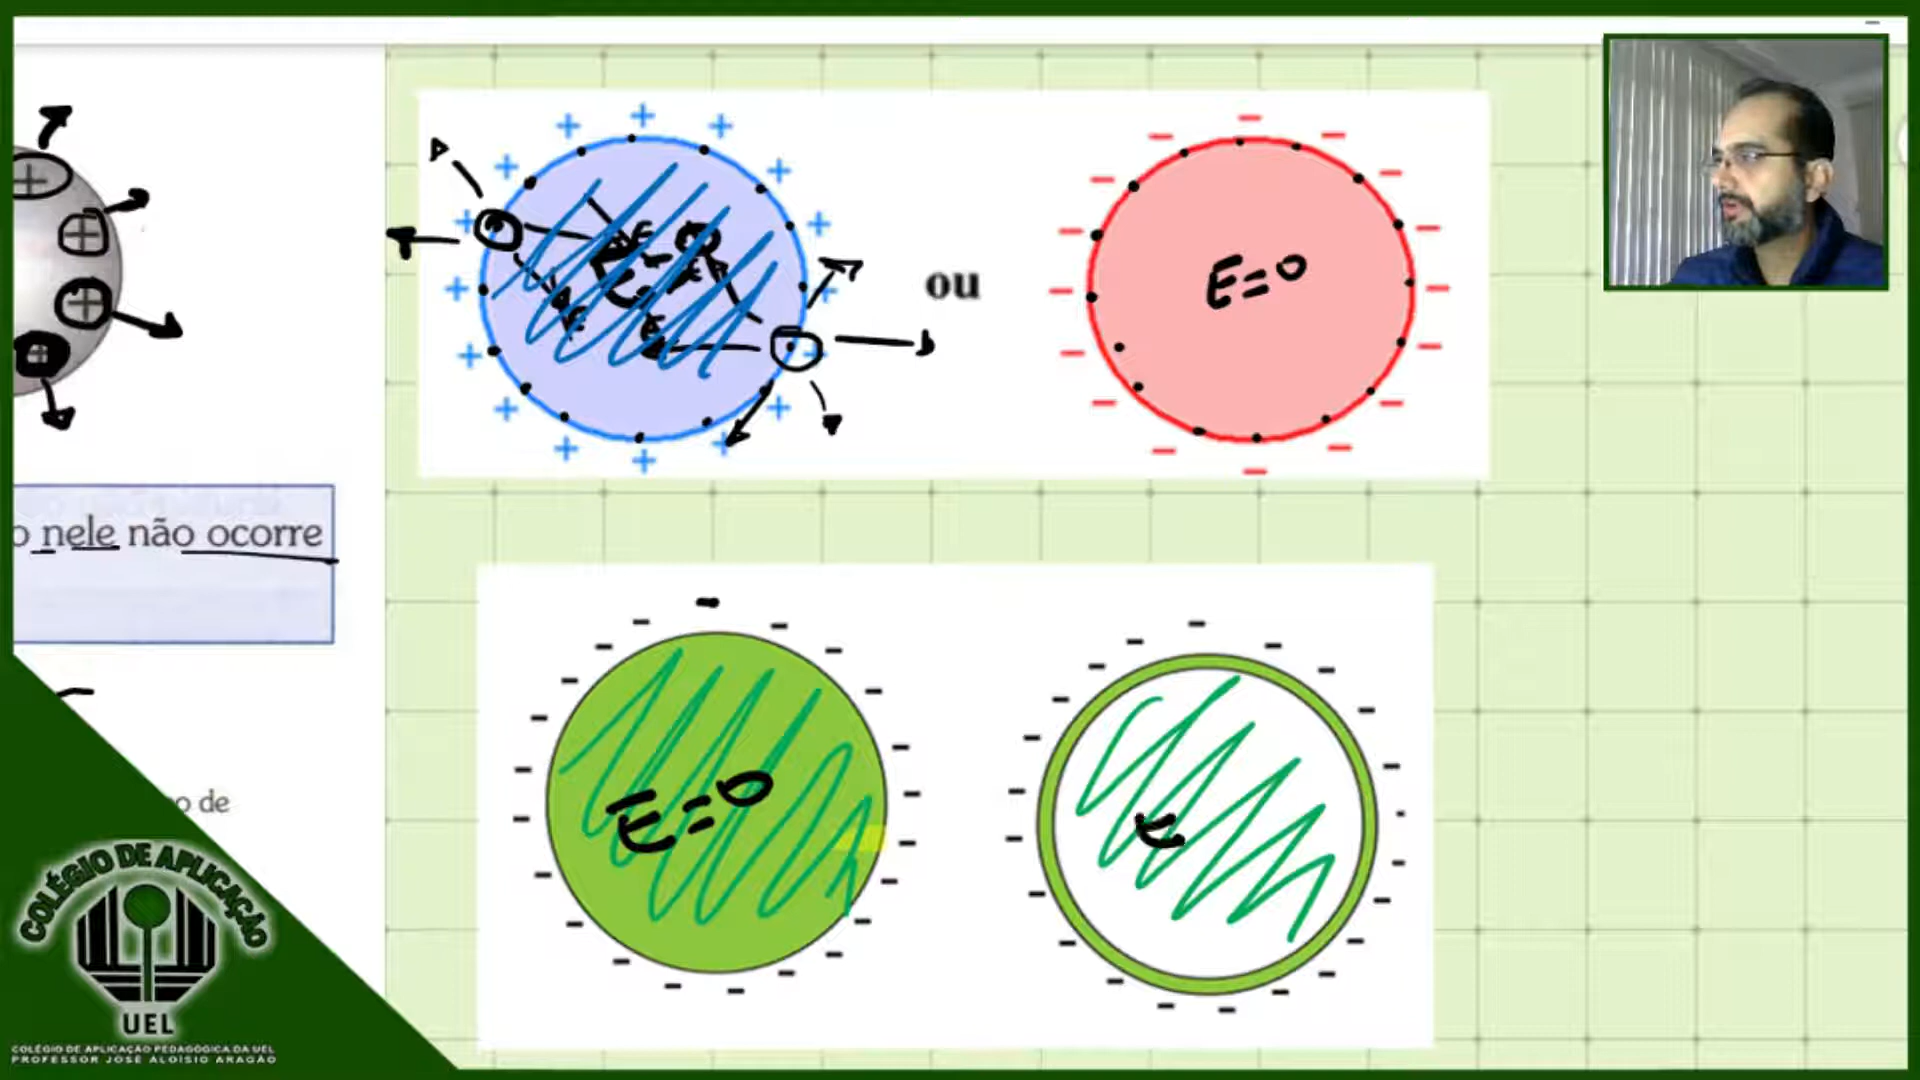 ou
E=0
o nele não ocorre
E=0
E
o de
COLÉGIO DE APLICAÇÃO
UEL
COLÉGIO DE APLICAÇÃO PEDAGÓGICA DA UEL
PROFESSOR JOSÉ ALOÍSIO ARAGÃO